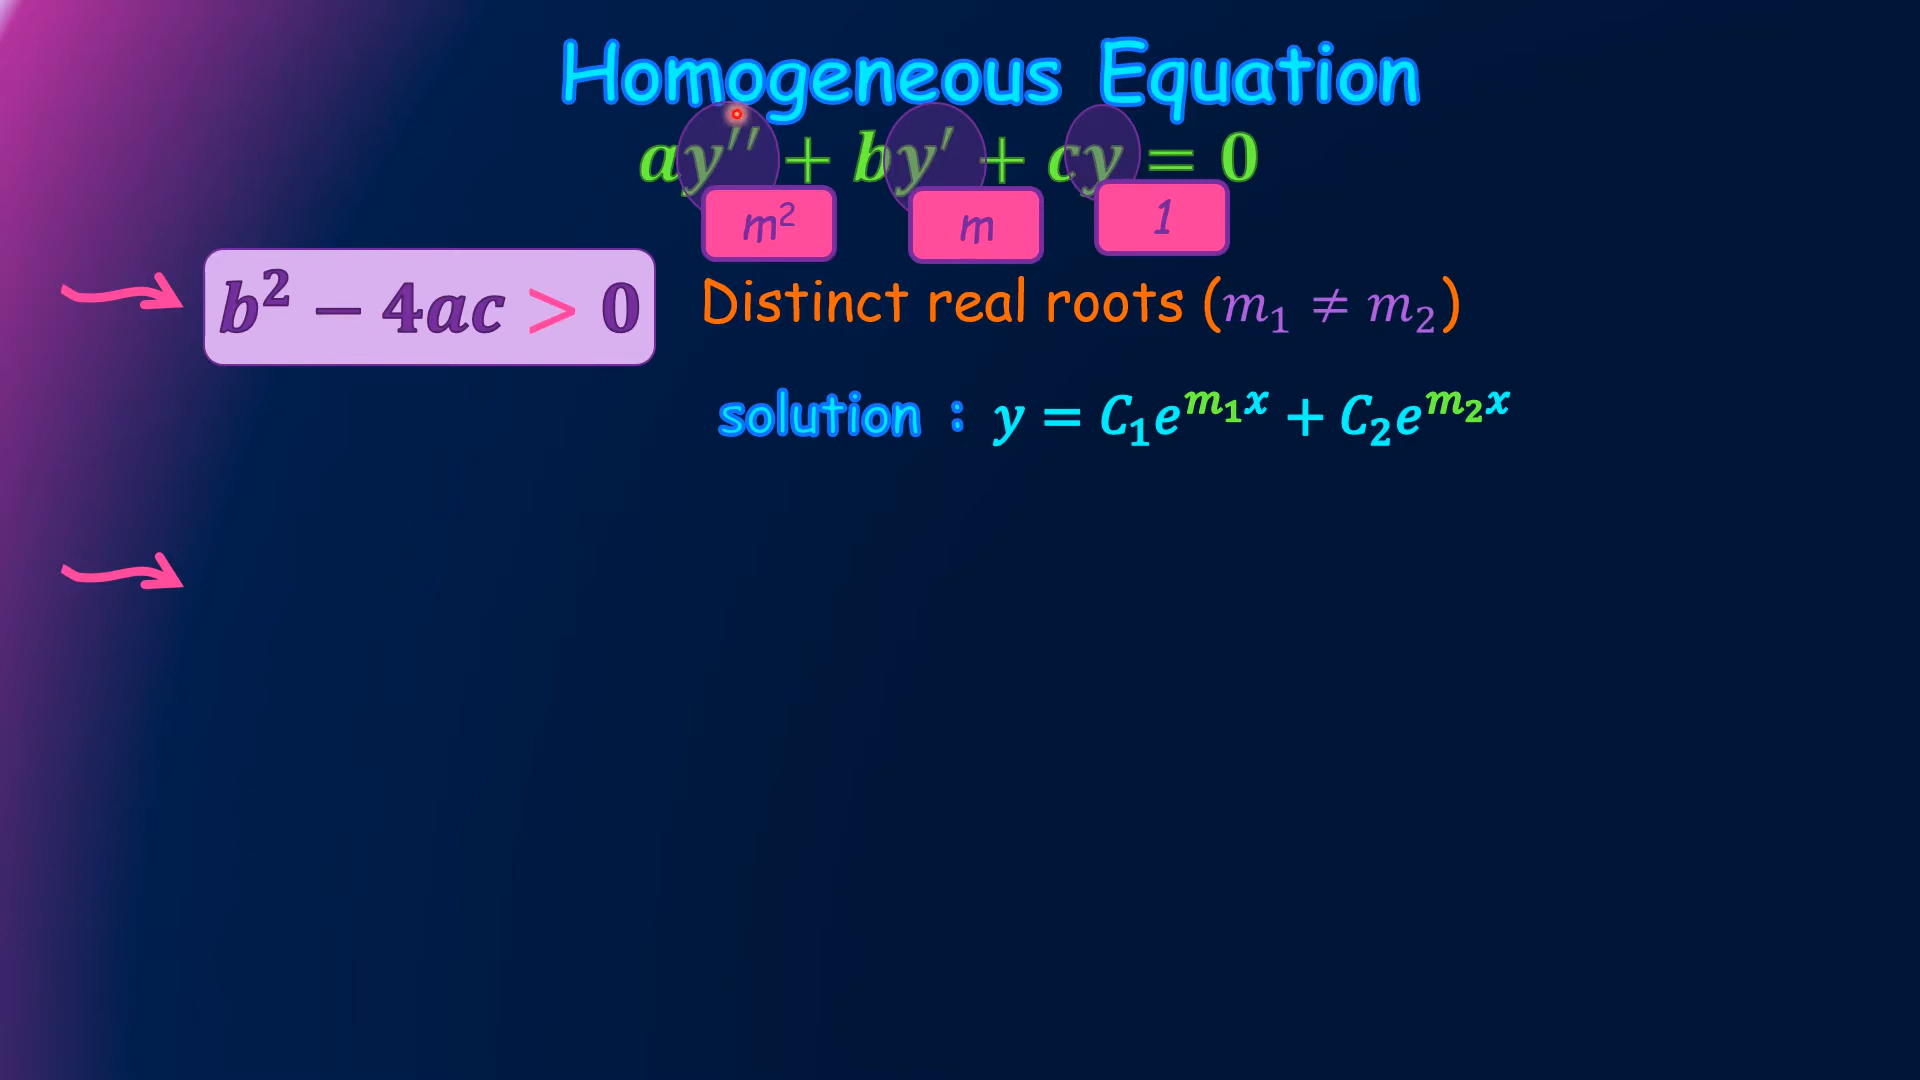 Homogeneous Equation
ay′′ + by′ + cy = 0
m² m 1
b² − 4ac > 0 Distinct real roots (m₁ ≠ m₂)
solution : y = C₁e^{m₁x} + C₂e^{m₂x}